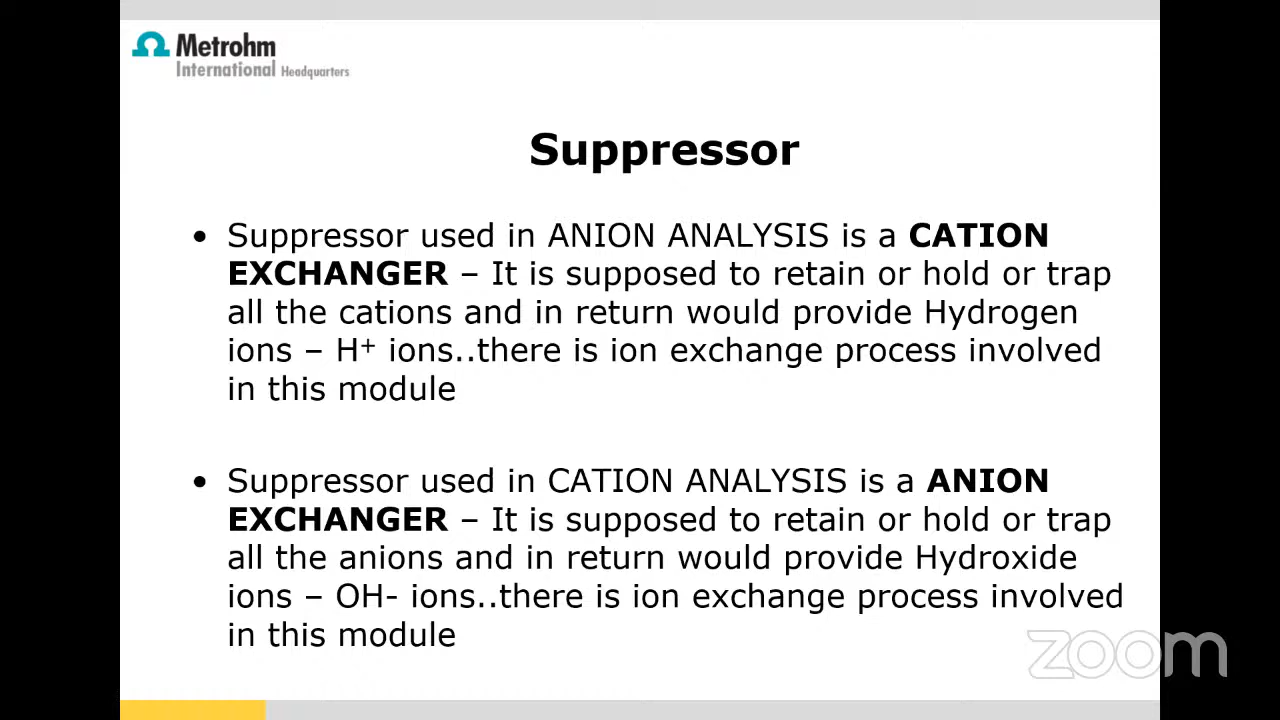 Metrohm
International Headquarters
Suppressor
• Suppressor used in ANION ANALYSIS is a CATION
EXCHANGER – It is supposed to retain or hold or trap
all the cations and in return would provide Hydrogen
ions – H⁺ ions..there is ion exchange process involved
in this module
• Suppressor used in CATION ANALYSIS is a ANION
EXCHANGER – It is supposed to retain or hold or trap
all the anions and in return would provide Hydroxide
ions – OH- ions..there is ion exchange process involved
in this module
zoom